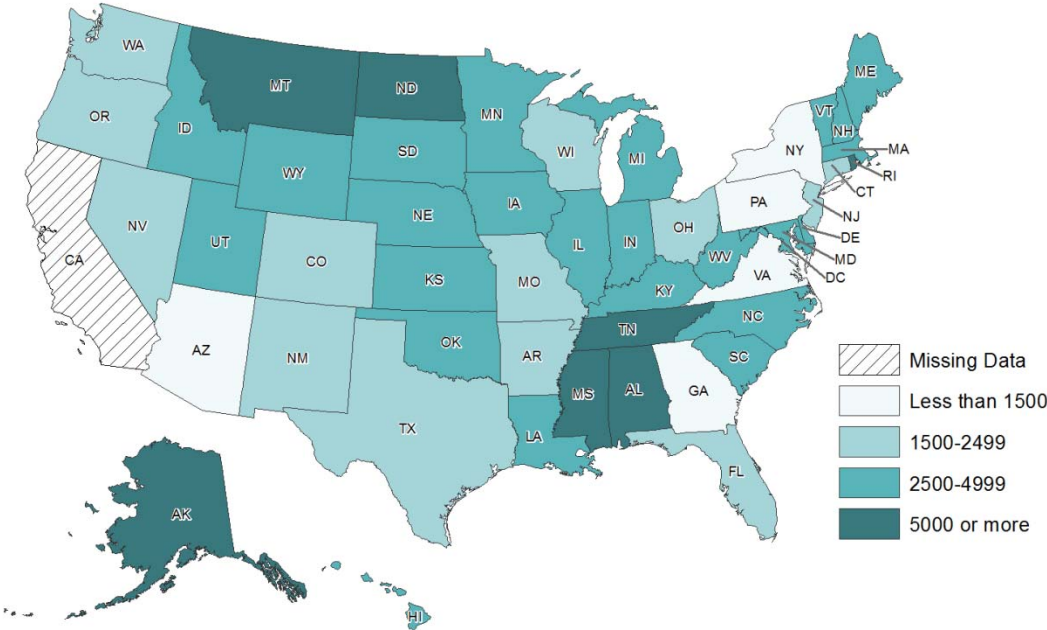 WA
MT
ND
ME
OR
ID
MN
VT
NH
SD
WI
MI
NY
MA
RI
WY
CT
IA
PA
NE
NJ
NV
OH
DE
UT
IL
IN
MD
CA
CO
WV
DC
KS
MO
VA
KY
NC
TN
AZ
OK
NM
AR
SC
MS
AL
GA
TX
LA
FL
AK
HI
Missing Data
Less than 1500
1500-2499
2500-4999
5000 or more